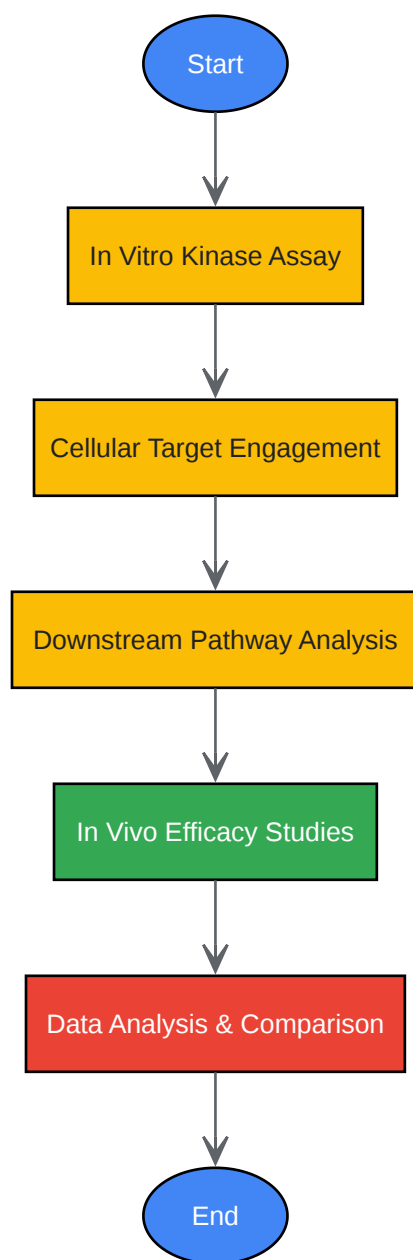 Start
In Vitro Kinase Assay
Cellular Target Engagement
Downstream Pathway Analysis
In Vivo Efficacy Studies
Data Analysis & Comparison
End